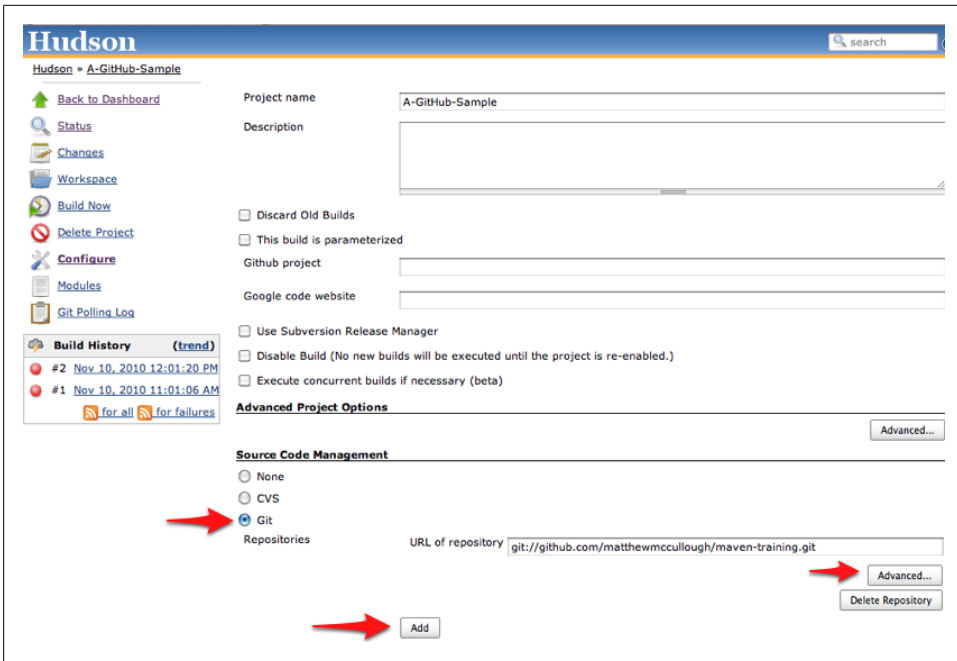 Hudson
search
Hudson » A-GitHub-Sample
Back to Dashboard
Status
Changes
Workspace
Build Now
Delete Project
Configure
Modules
Git Polling Log
Build History (trend)
#2 Nov 10, 2010 12:01:20 PM
#1 Nov 10, 2010 11:01:06 AM
for all for failures
Project name A-GitHub-Sample
Description
Discard Old Builds
This build is parameterized
Github project
Google code website
Use Subversion Release Manager
Disable Build (No new builds will be executed until the project is re-enabled.)
Execute concurrent builds if necessary (beta)
Advanced Project Options
Advanced...
Source Code Management
None
CVS
Git
Repositories URL of repository git://github.com/matthewmccullough/maven-training.git
Advanced...
Delete Repository
Add